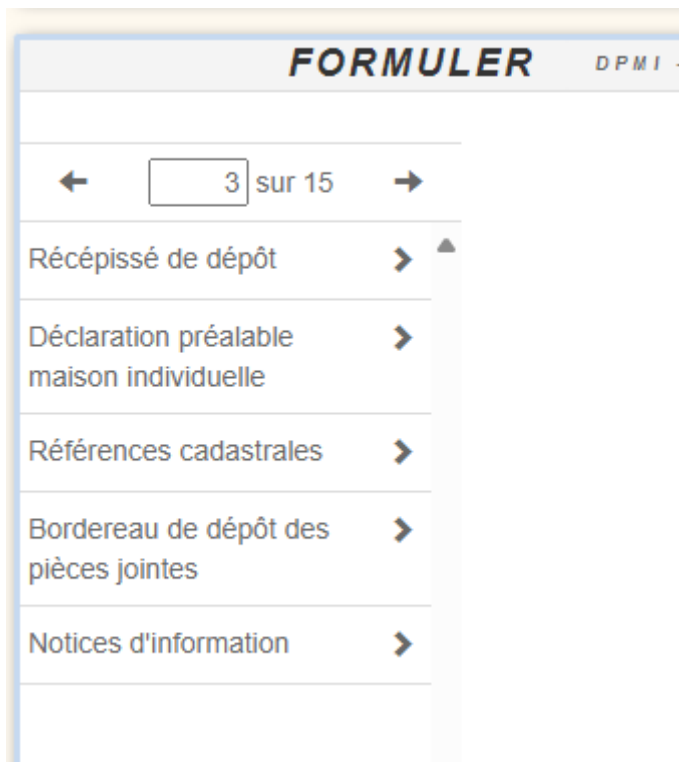 FORMULER DPMI -
3 sur 15
Récépissé de dépôt
Déclaration préalable
maison individuelle
Références cadastrales
Bordereau de dépôt des
pièces jointes
Notices d'information